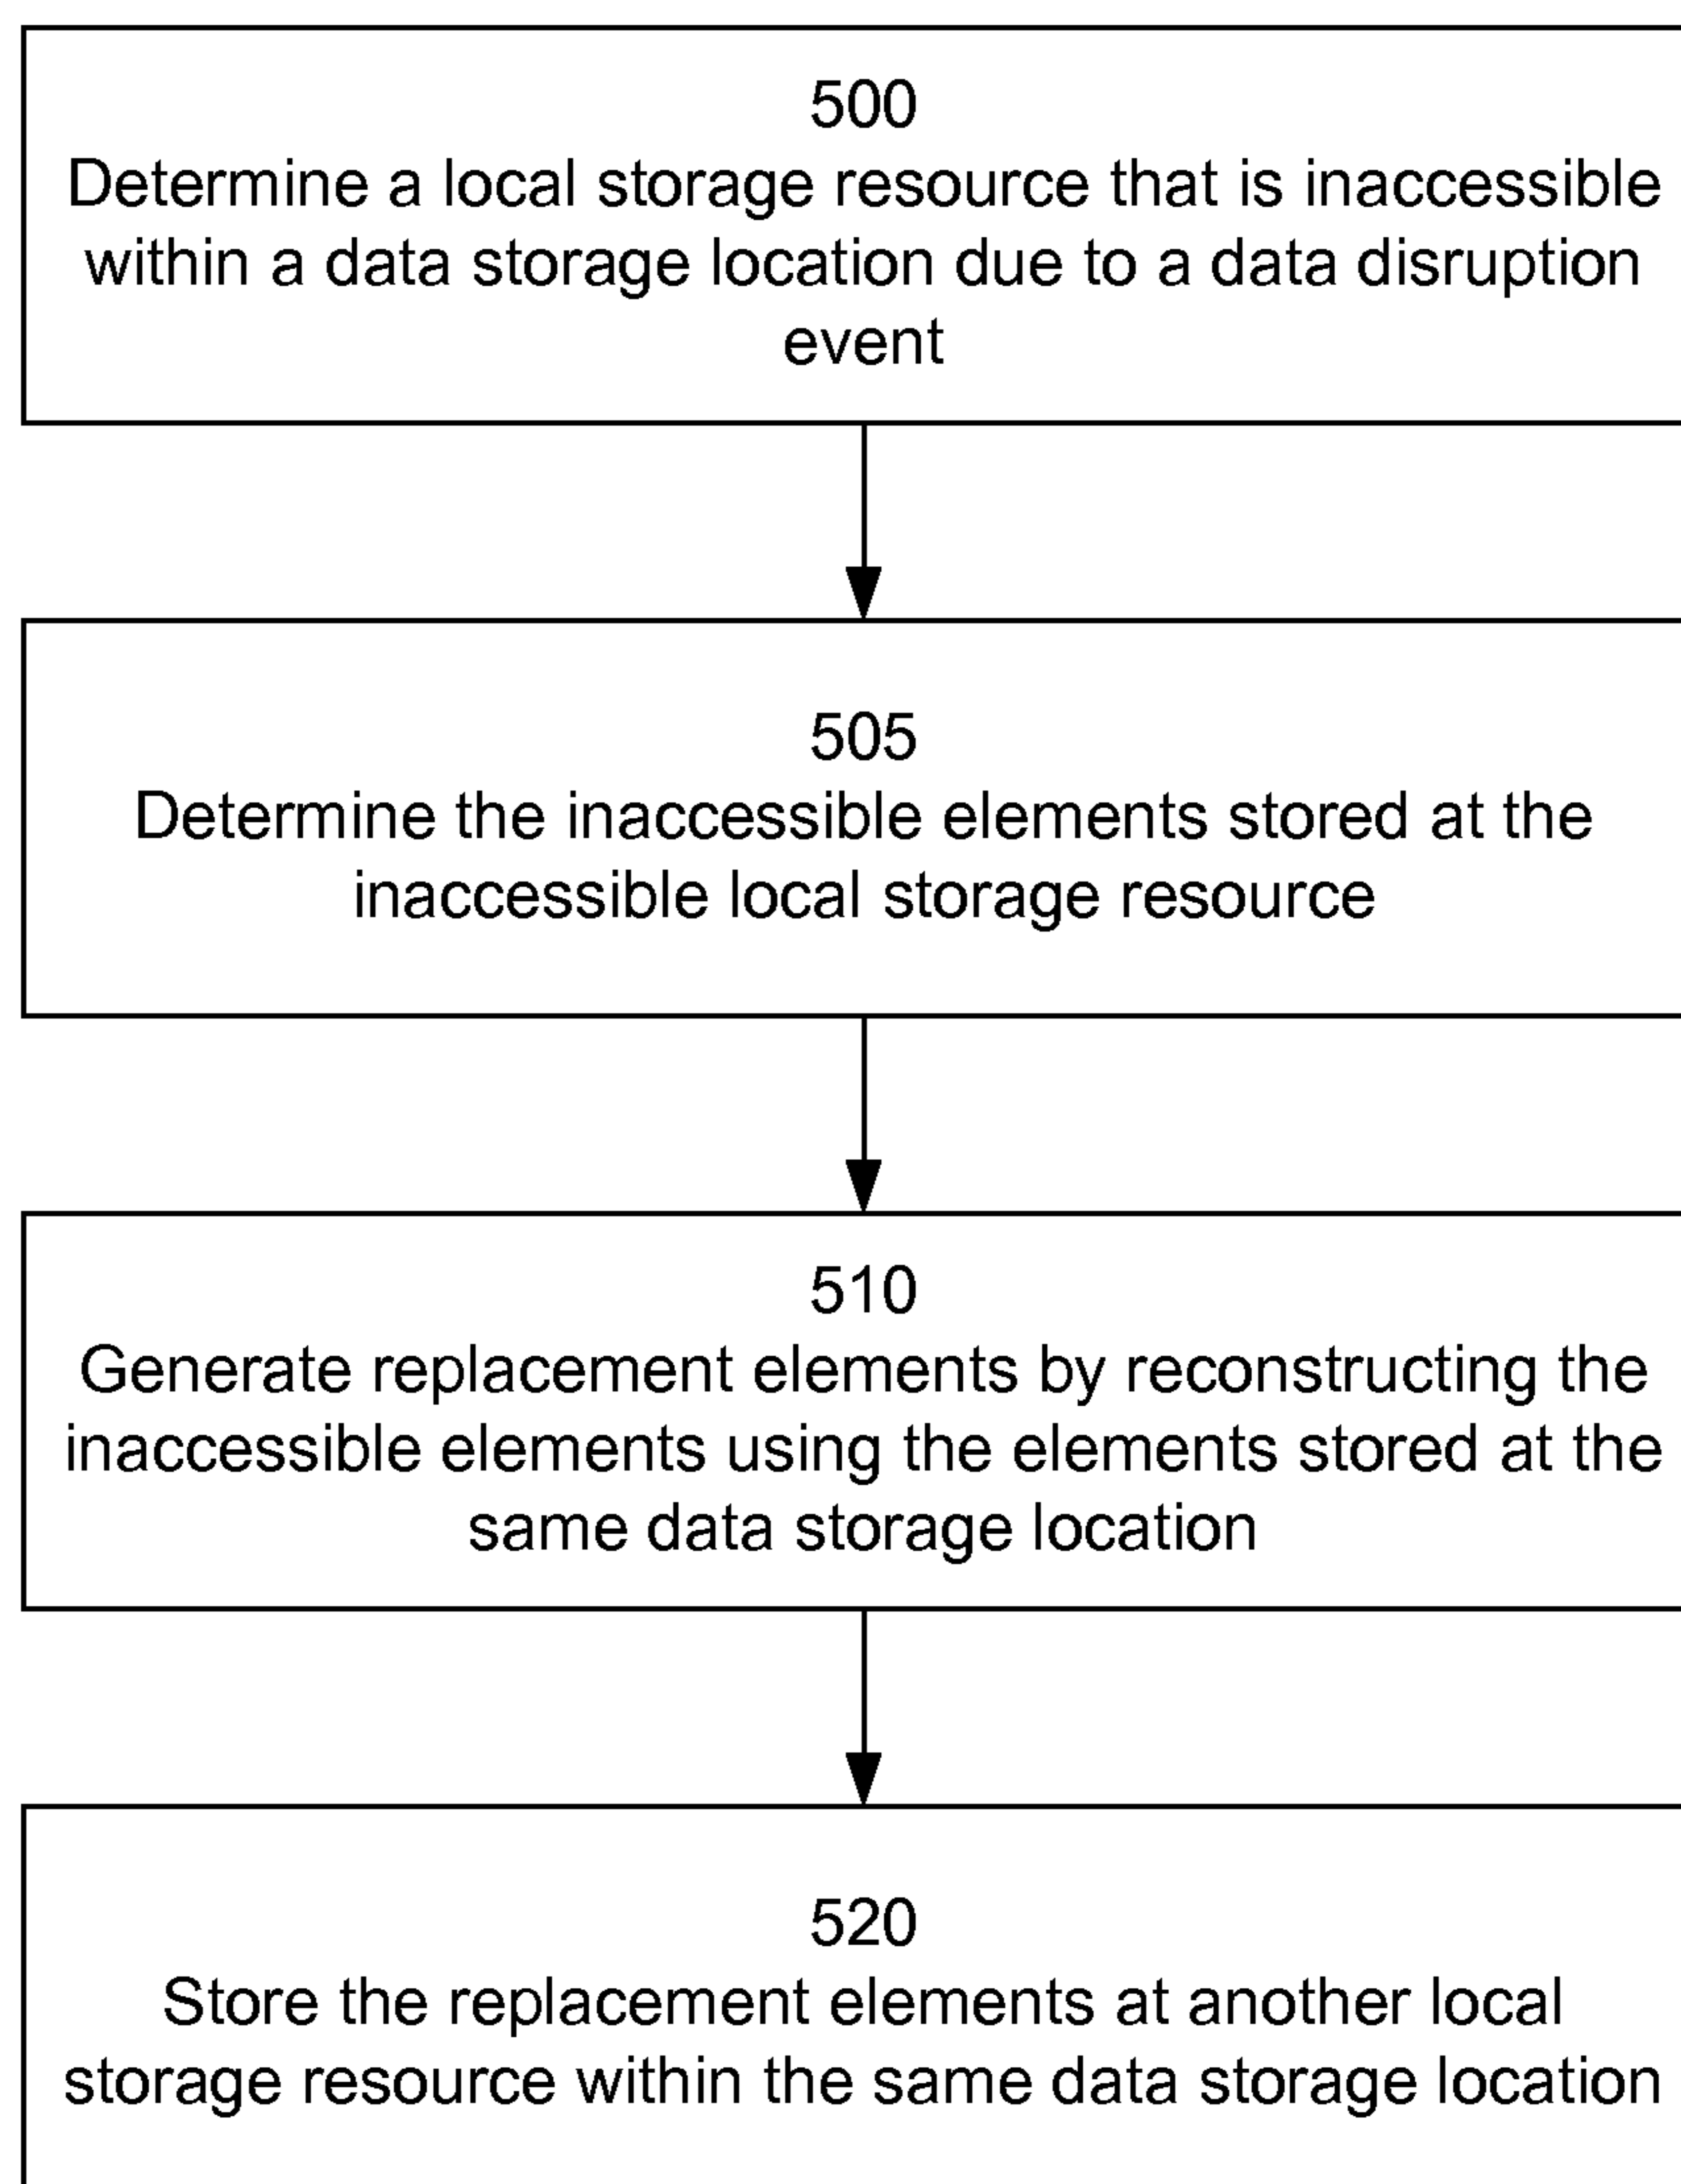 500
Determine a local storage resource that is inaccessible
within a data storage location due to a data disruption
event
505
Determine the inaccessible elements stored at the
inaccessible local storage resource
510
Generate replacement elements by reconstructing the
inaccessible elements using the elements stored at the
same data storage location
520
Store the replacement elements at another local
storage resource within the same data storage location